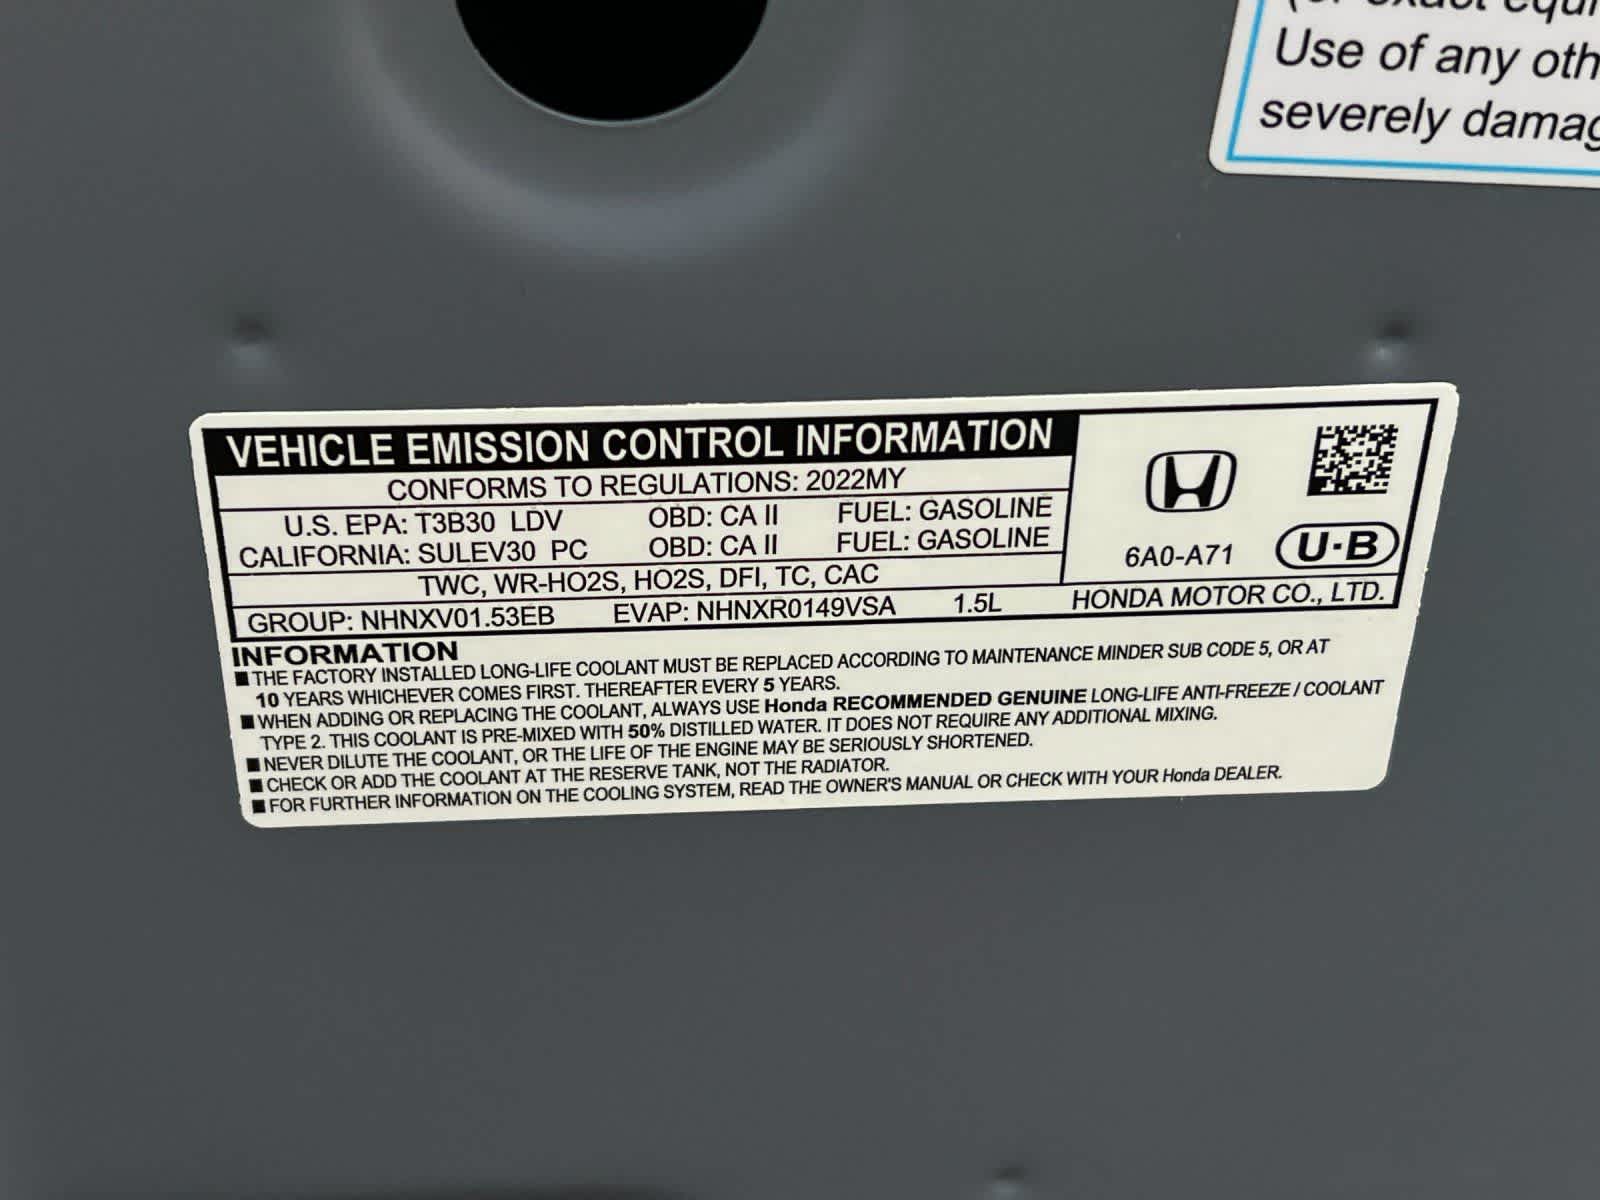 (or exact
Use of any
severely
VEHICLE EMISSION CONTROL INFORMATION
CONFORMS TO REGULATIONS: 2022MY
U.S. EPA: T3B30 LDV OBD: CA II FUEL: GASOLINE
CALIFORNIA: SULEV30 PC OBD: CA II FUEL: GASOLINE
TWC, WR-HO2S, HO2S, DFI, TC, CAC
GROUP: NHNXV01.53EB EVAP: NHNXR0149VSA 1.5L HONDA MOTOR CO., LTD.
6A0-A71 U·B
INFORMATION
■ THE FACTORY INSTALLED LONG-LIFE COOLANT MUST BE REPLACED ACCORDING TO MAINTENANCE MINDER SUB CODE 5, OR AT
10 YEARS WHICHEVER COMES FIRST. THEREAFTER EVERY 5 YEARS.
■ WHEN ADDING OR REPLACING THE COOLANT, ALWAYS USE Honda RECOMMENDED GENUINE LONG-LIFE ANTI-FREEZE / COOLANT
TYPE 2. THIS COOLANT IS PRE-MIXED WITH 50% DISTILLED WATER. IT DOES NOT REQUIRE ANY ADDITIONAL MIXING.
■ NEVER DILUTE THE COOLANT, OR THE LIFE OF THE ENGINE MAY BE SERIOUSLY SHORTENED.
■ CHECK OR ADD THE COOLANT AT THE RESERVE TANK, NOT THE RADIATOR.
■ FOR FURTHER INFORMATION ON THE COOLING SYSTEM, READ THE OWNER'S MANUAL OR CHECK WITH YOUR Honda DEALER.